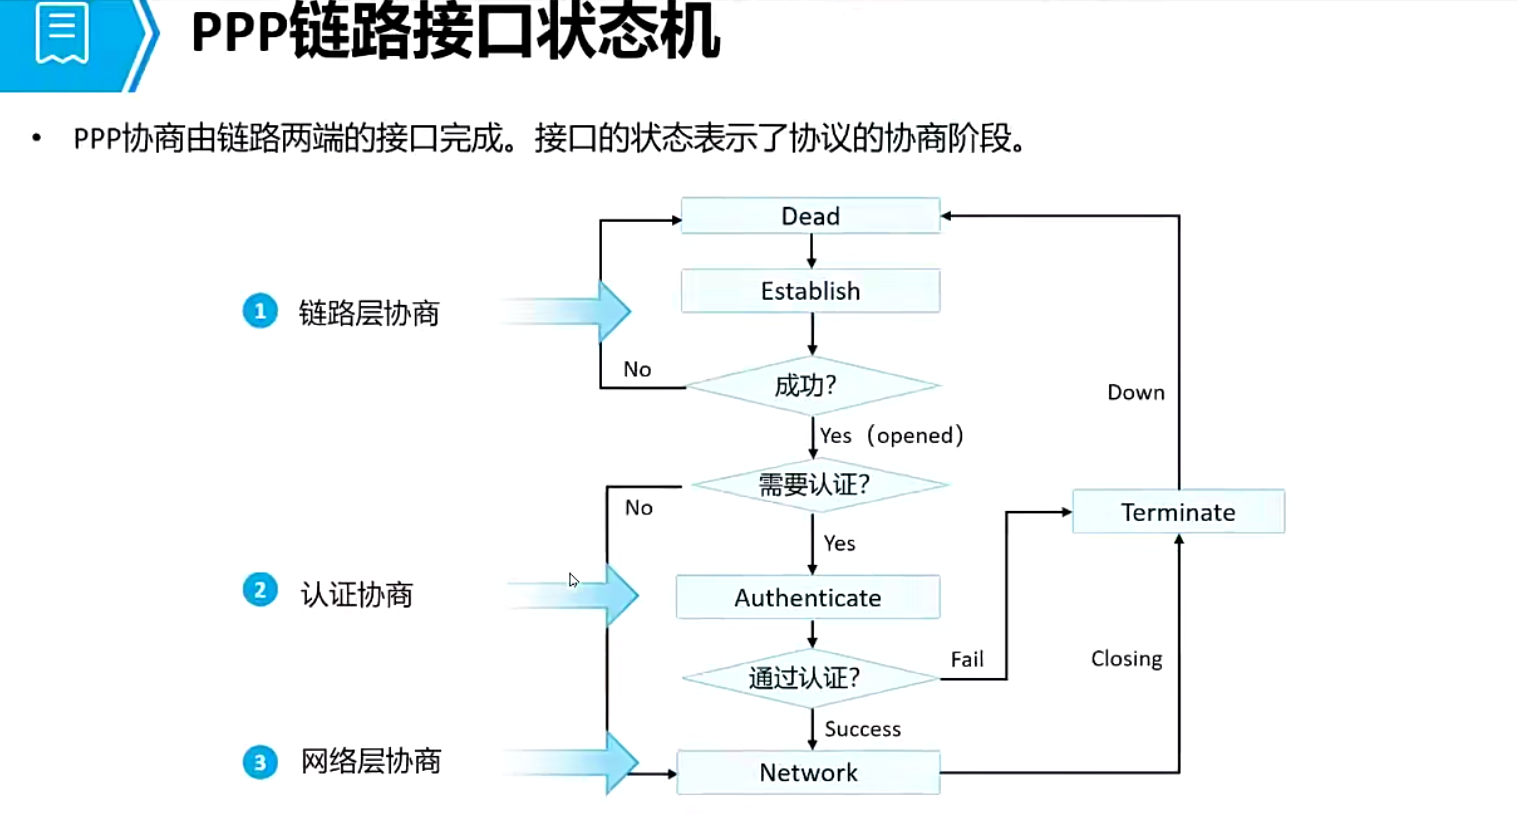 PPP链路接口状态机
• PPP协商由链路两端的接口完成。接口的状态表示了协议的协商阶段。
Dead
Establish
1 链路层协商
No
成功?
Down
Yes（opened）
需要认证?
No
Terminate
Yes
2 认证协商
Authenticate
Fail
Closing
通过认证?
Success
3 网络层协商
Network